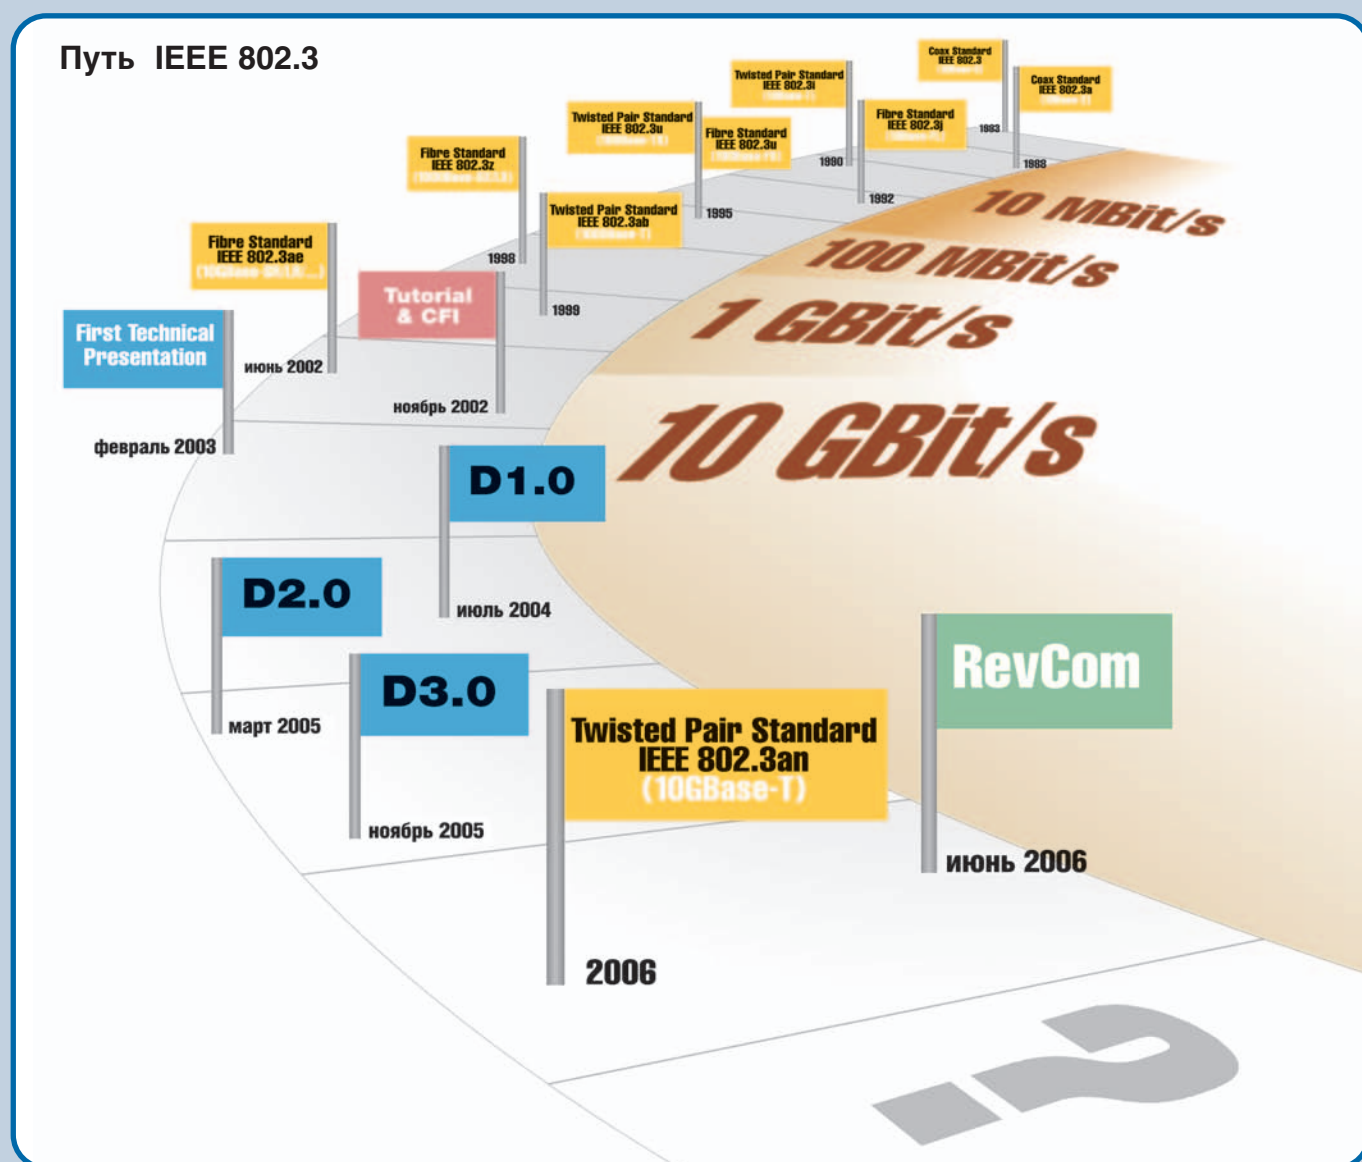 Путь IEEE 802.3
Coax Standard
IEEE 802.3
1983
Coax Standard
IEEE 802.3a
1988
Twisted Pair Standard
IEEE 802.3i
1990
Fibre Standard
IEEE 802.3j
1992
Twisted Pair Standard
IEEE 802.3u
Fibre Standard
IEEE 802.3u
1995
Fibre Standard
IEEE 802.3z
1998
Twisted Pair Standard
IEEE 802.3ab
1999
Fibre Standard
IEEE 802.3ae
июнь 2002
Tutorial
& CFI
ноябрь 2002
First Technical
Presentation
февраль 2003
10 MBit/s
100 MBit/s
1 GBit/s
10 GBit/s
D1.0
июль 2004
D2.0
март 2005
D3.0
ноябрь 2005
Twisted Pair Standard
IEEE 802.3an
(10GBase-T)
2006
RevCom
июнь 2006
?